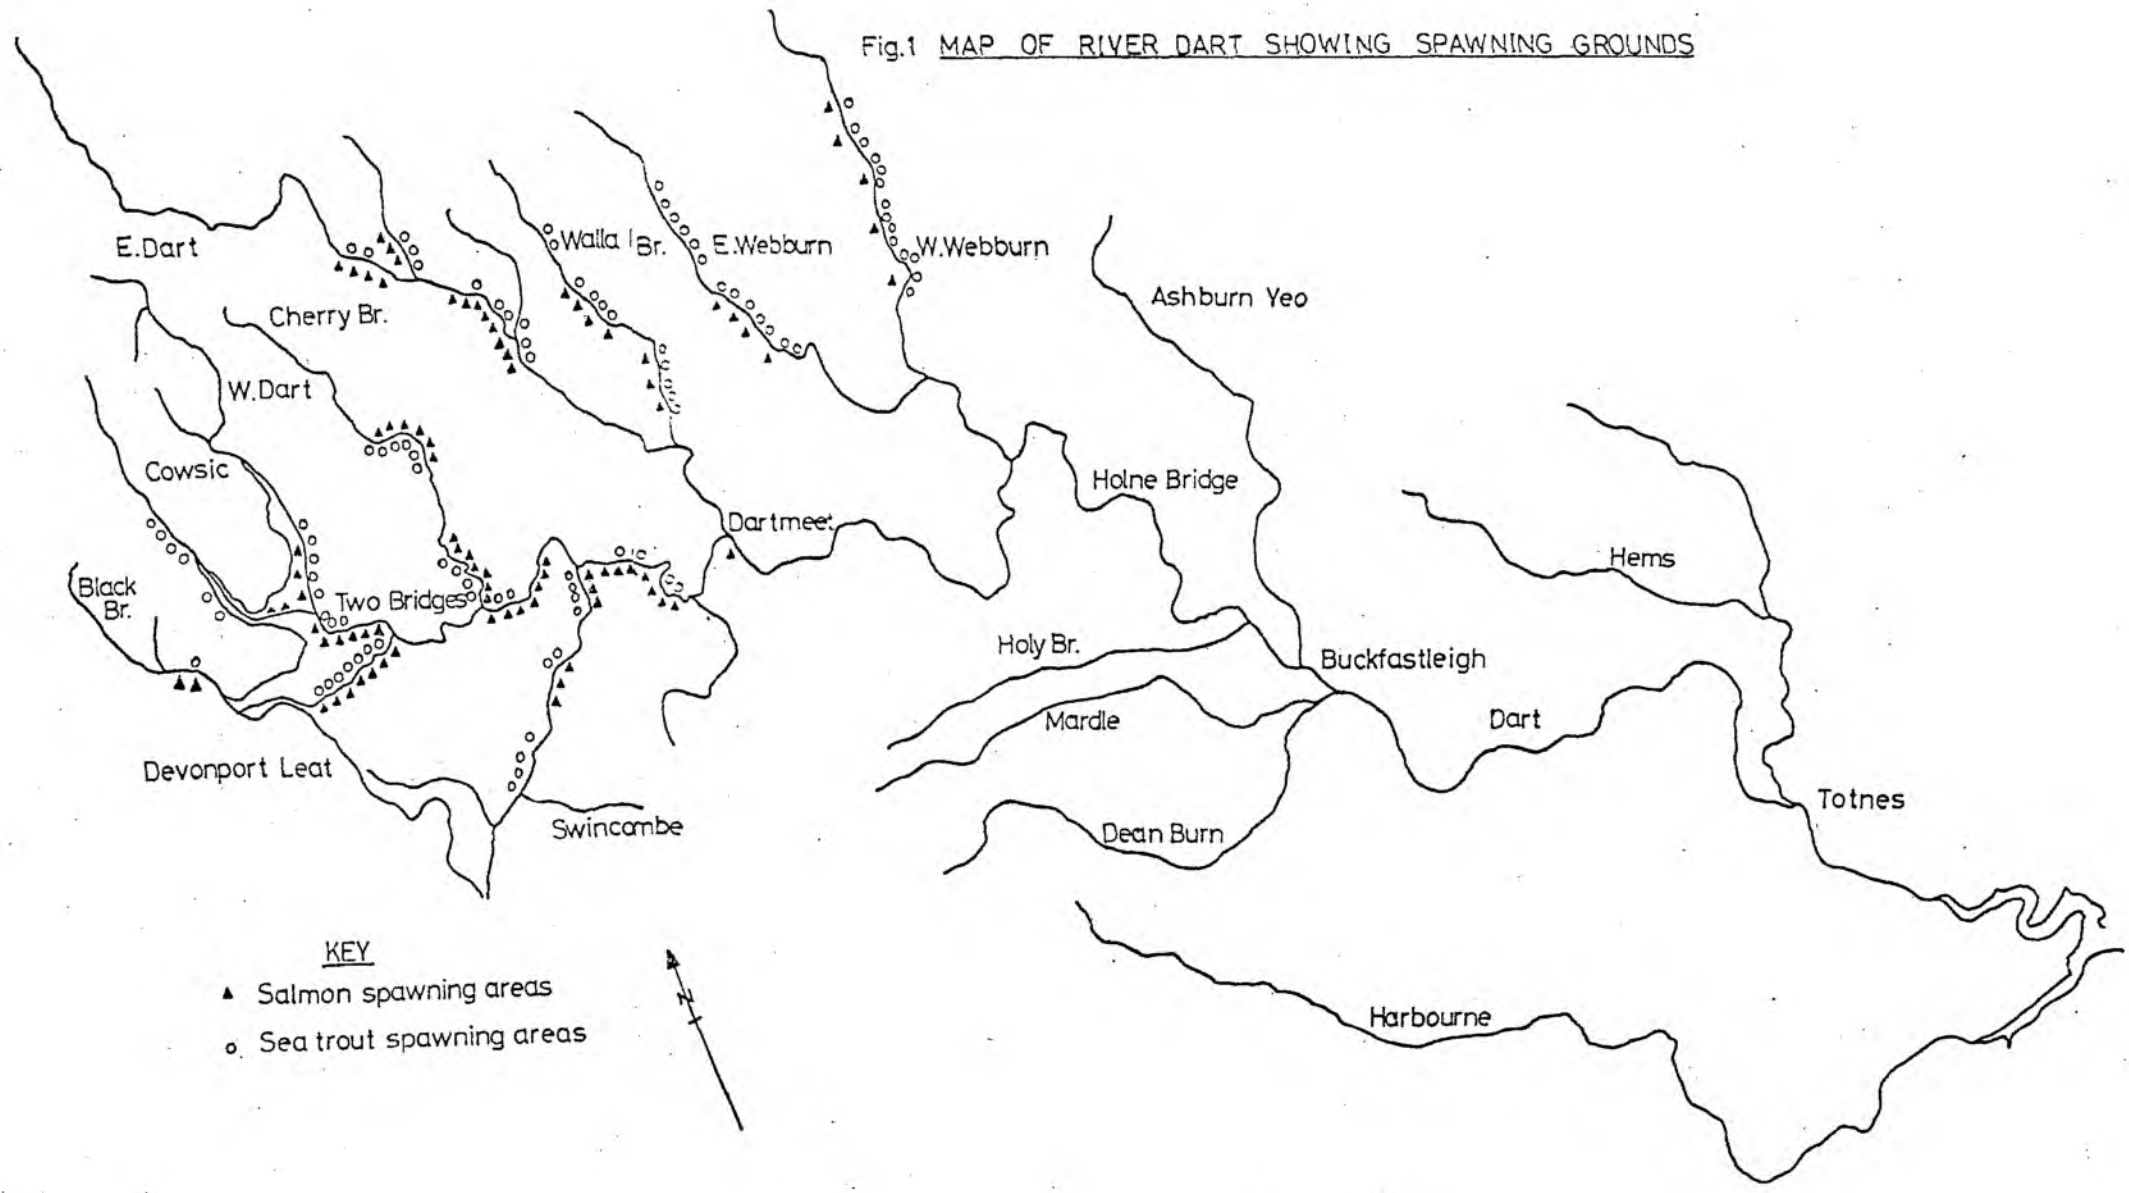 Fig.1 MAP OF RIVER DART SHOWING SPAWNING GROUNDS
E.Dart
Walla Br.
E.Webburn
W.Webburn
Ashburn Yeo
Cherry Br.
W.Dart
Cowsic
Holne Bridge
Dartmeet
Hems
Black
Br.
Two Bridges
Holy Br.
Buckfastleigh
Mardle
Dart
Devonport Leat
Totnes
Swincombe
Dean Burn
KEY
Salmon spawning areas
Sea trout spawning areas
N
Harbourne